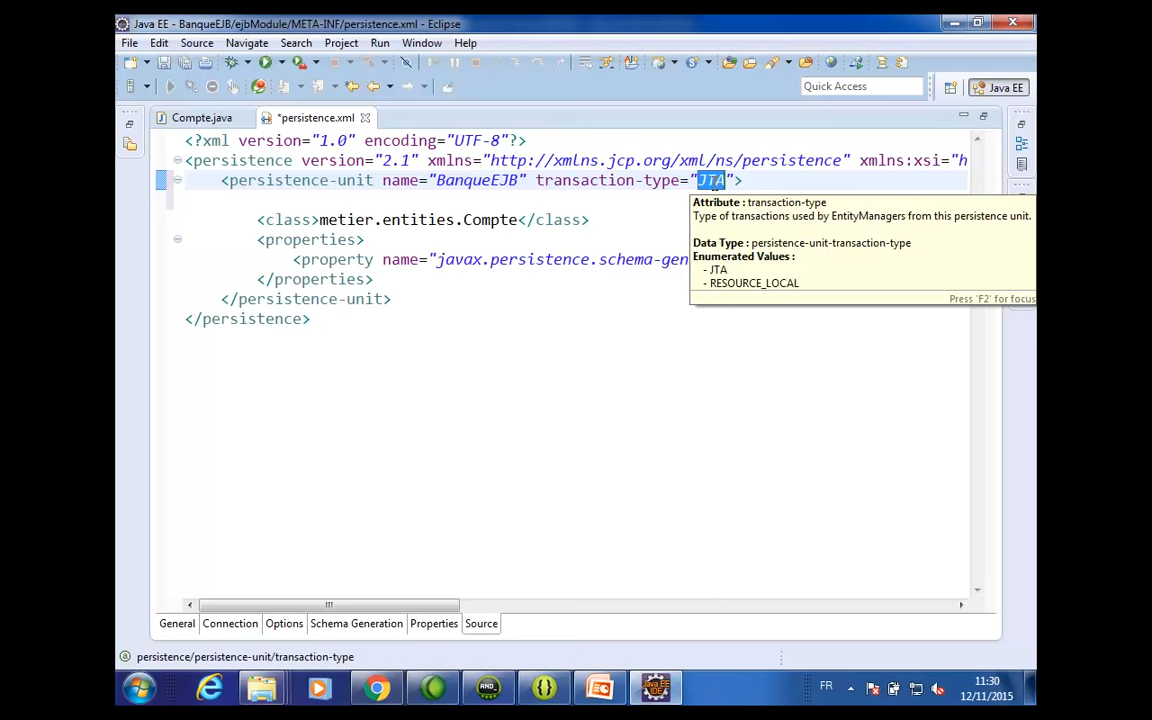 Java EE - BanqueEJB/ejbModule/META-INF/persistence.xml - Eclipse
File Edit Source Navigate Search Project Run Window Help
Quick Access
Java EE
Compte.java
*persistence.xml
<?xml version="1.0" encoding="UTF-8"?>
<persistence version="2.1" xmlns="http://xmlns.jcp.org/xml/ns/persistence" xmlns:xsi="h
<persistence-unit name="BanqueEJB" transaction-type="JTA">
Attribute : transaction-type
Type of transactions used by EntityManagers from this persistence unit.
<class>metier.entities.Compte</class>
<properties>
Data Type : persistence-unit-transaction-type
Enumerated Values :
<property name="javax.persistence.schema-gen
- JTA
</properties>
- RESOURCE_LOCAL
</persistence-unit>
Press 'F2' for focus
</persistence>
General Connection Options Schema Generation Properties Source
persistence/persistence-unit/transaction-type
AND
Java EE
IDE
FR
11:30
12/11/2015